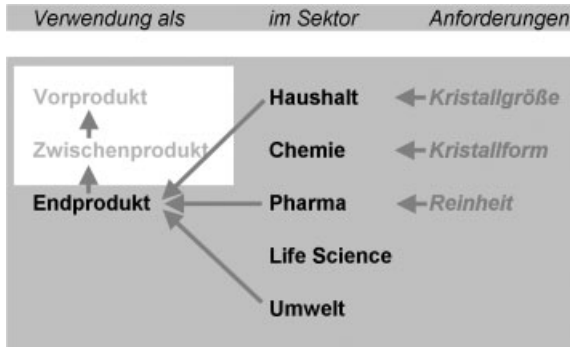 Verwendung als im Sektor Anforderungen
Vorprodukt Haushalt Kristallgröße
Zwischenprodukt Chemie Kristallform
Endprodukt Pharma Reinheit
Life Science
Umwelt